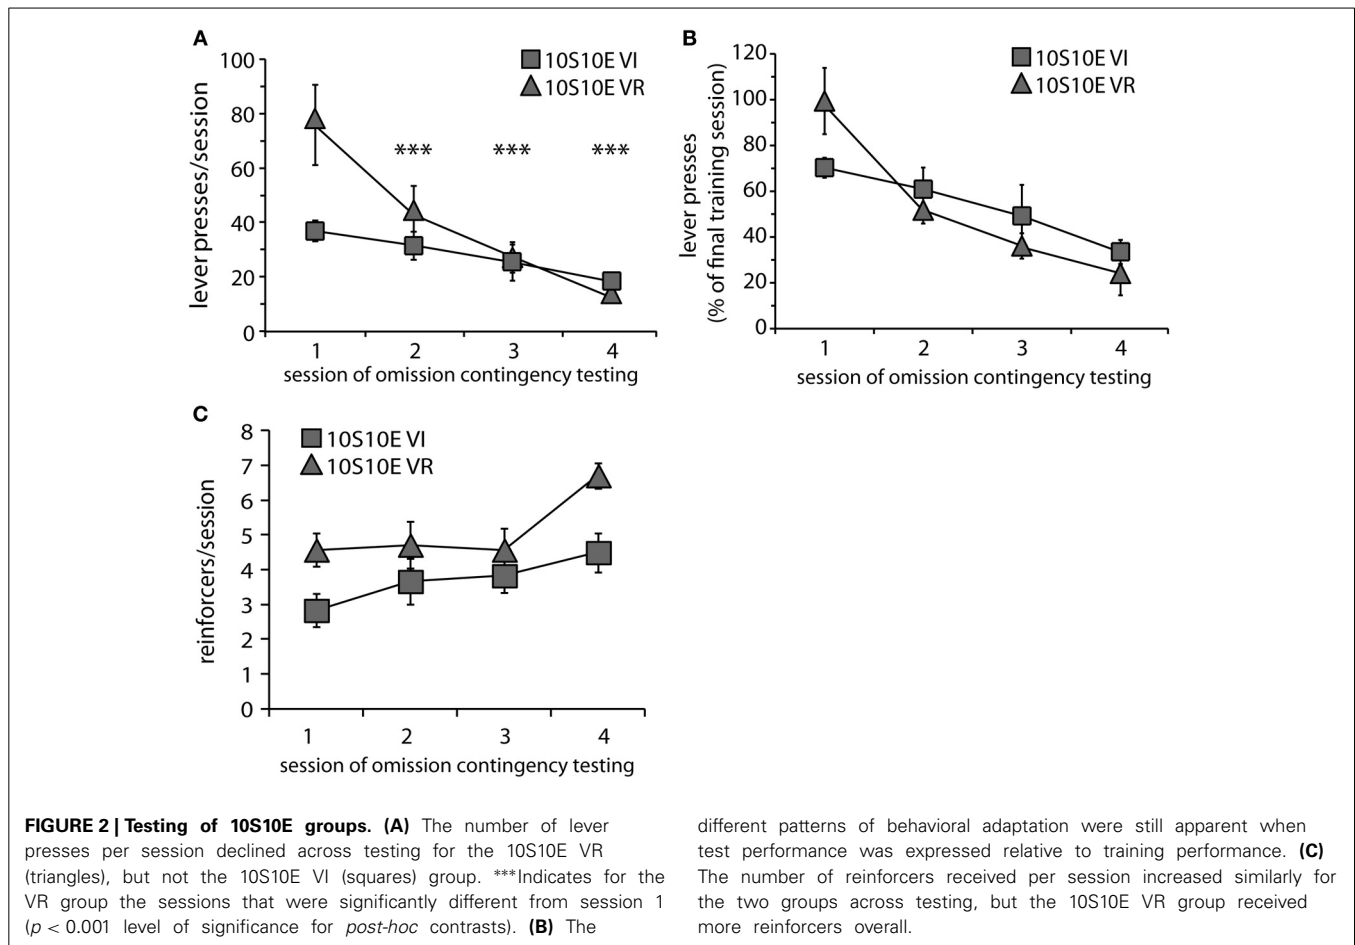 A
10S10E VI
10S10E VR
100
80
60
40
20
0
lever presses/session
***
***
***
1 2 3 4
session of omission contingency testing
B
10S10E VI
10S10E VR
120
100
80
60
40
20
0
lever presses
(% of final training session)
1 2 3 4
session of omission contingency testing
C
10S10E VI
10S10E VR
8
7
6
5
4
3
2
1
0
reinforcers/session
1 2 3 4
session of omission contingency testing
FIGURE 2 | Testing of 10S10E groups. (A) The number of lever
presses per session declined across testing for the 10S10E VR
(triangles), but not the 10S10E VI (squares) group. ***Indicates for the
VR group the sessions that were significantly different from session 1
(p < 0.001 level of significance for post-hoc contrasts). (B) The
different patterns of behavioral adaptation were still apparent when
test performance was expressed relative to training performance. (C)
The number of reinforcers received per session increased similarly for
the two groups across testing, but the 10S10E VR group received
more reinforcers overall.